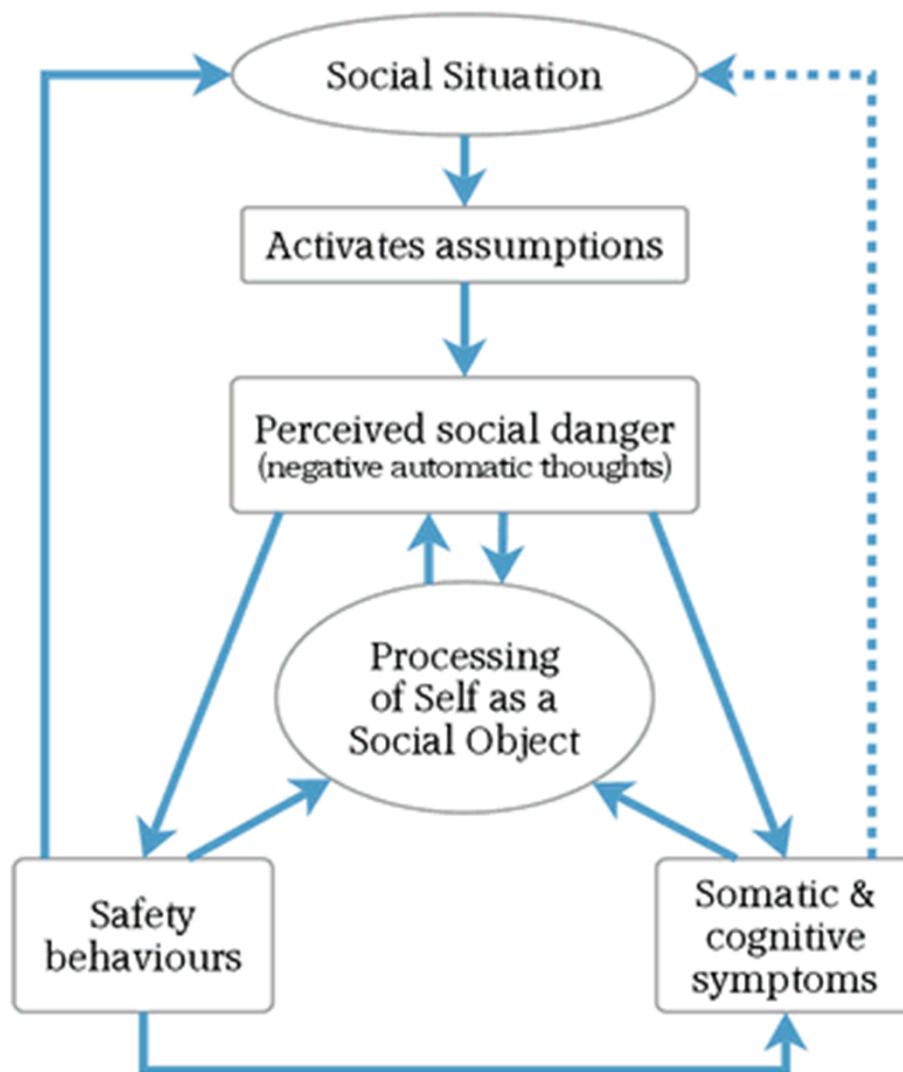 Social Situation
Activates assumptions
Perceived social danger
(negative automatic thoughts)
Processing
of Self as a
Social Object
Safety
behaviours
Somatic &
cognitive
symptoms